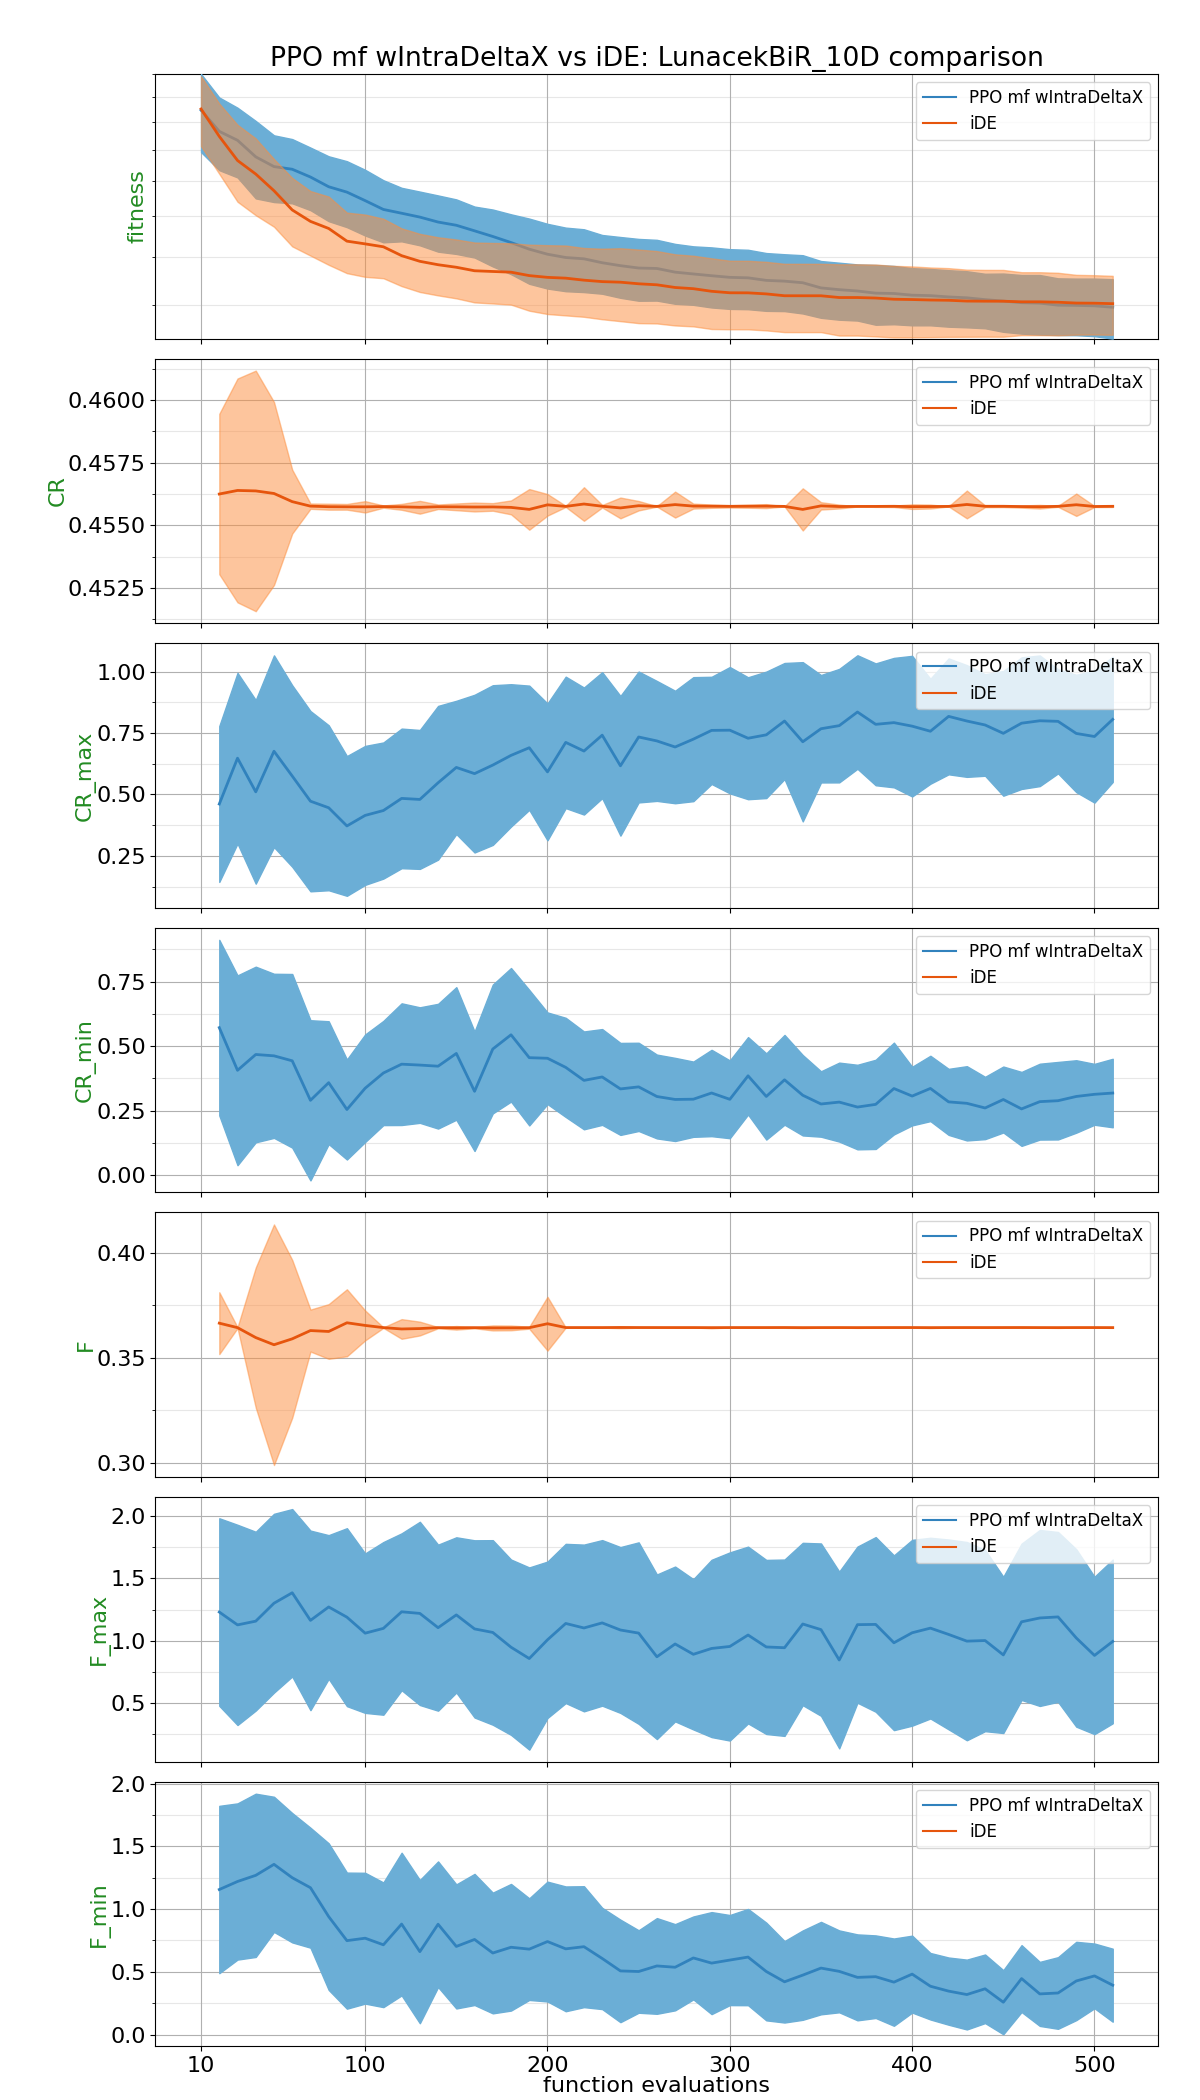 PPO mf wIntraDeltaX vs iDE: LunacekBiR_10D comparison
fitness
PPO mf wIntraDeltaX
iDE
CR
0.4600
0.4575
0.4550
0.4525
PPO mf wIntraDeltaX
iDE
CR_max
1.00
0.75
0.50
0.25
PPO mf wIntraDeltaX
iDE
CR_min
0.75
0.50
0.25
0.00
PPO mf wIntraDeltaX
iDE
F
0.40
0.35
0.30
PPO mf wIntraDeltaX
iDE
F_max
2.0
1.5
1.0
0.5
PPO mf wIntraDeltaX
iDE
F_min
2.0
1.5
1.0
0.5
0.0
PPO mf wIntraDeltaX
iDE
10 100 200 300 400 500
function evaluations